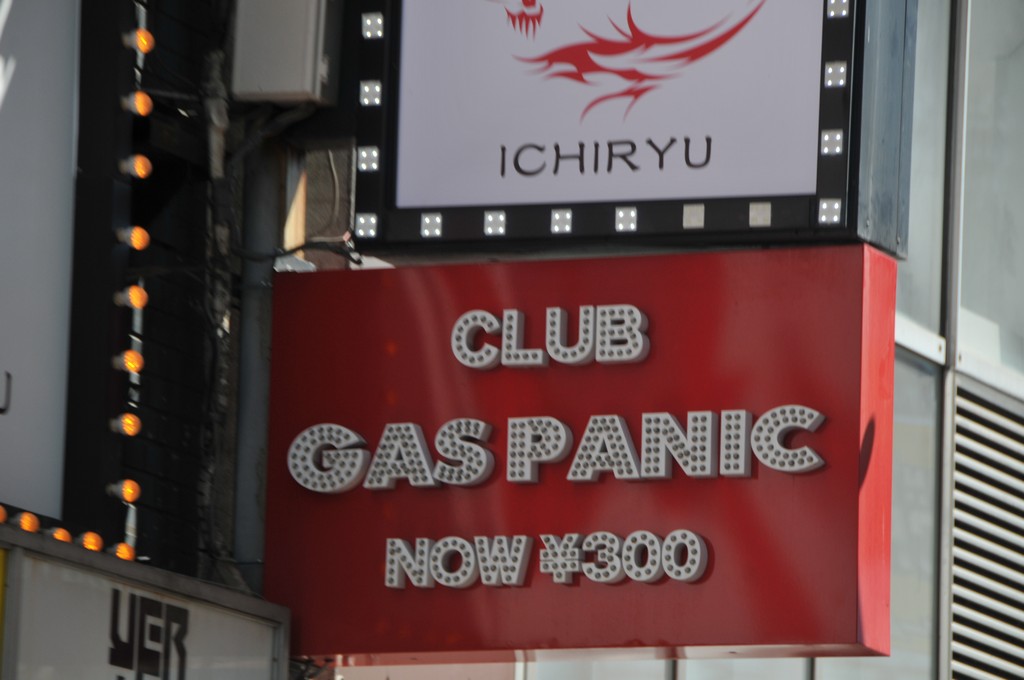 ICHIRYU
CLUB
GAS PANIC
NOW ¥300